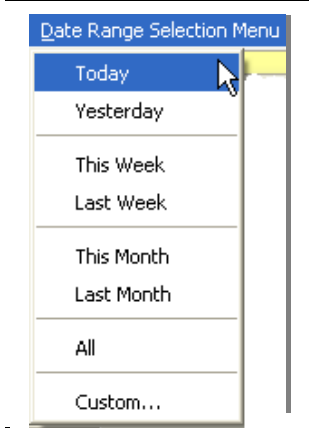 Date Range Selection Menu
Today
Yesterday
This Week
Last Week
This Month
Last Month
All
Custom...